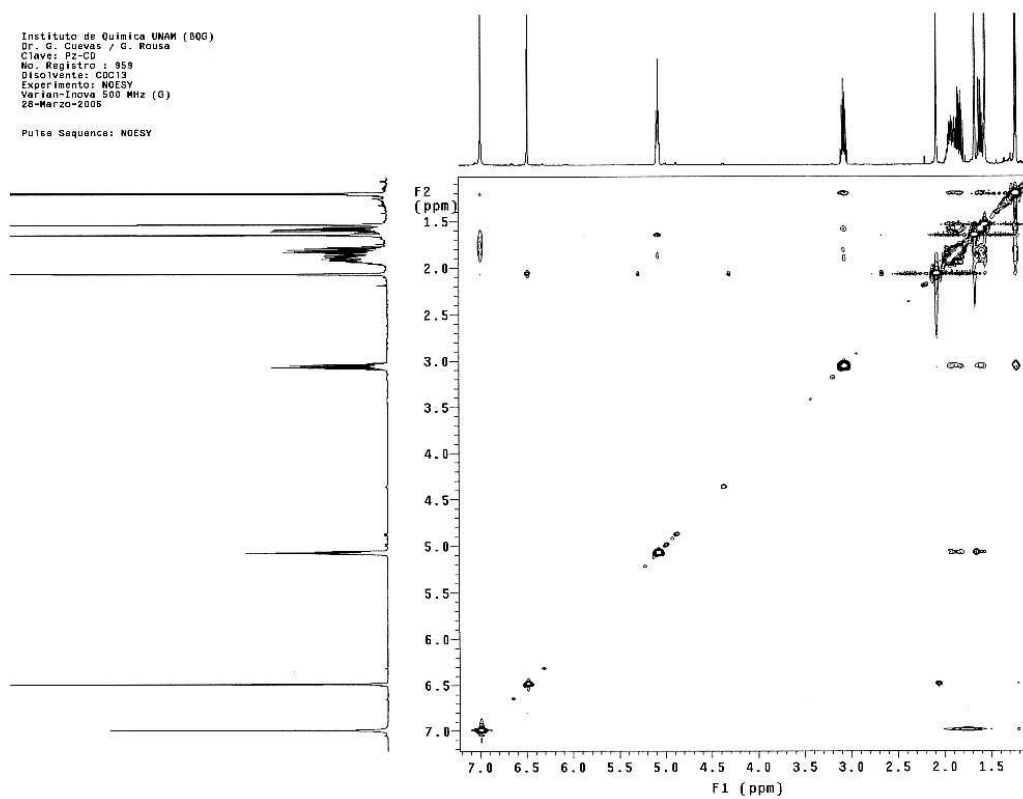 Instituto de Química UNAM (BQG)
Dr. G. Cuevas / G. Rousa
Clave: Pz-CD
No. Registro : 959
Disolvente: CDCl3
Experimento: NOESY
Varian-Inova 500 MHz (G)
28-Marzo-2006
Pulse Sequence: NOESY
F2
(ppm)
1.5
2.0
2.5
3.0
3.5
4.0
4.5
5.0
5.5
6.0
6.5
7.0
7.0 6.5 6.0 5.5 5.0 4.5 4.0 3.5 3.0 2.5 2.0 1.5
F1 (ppm)